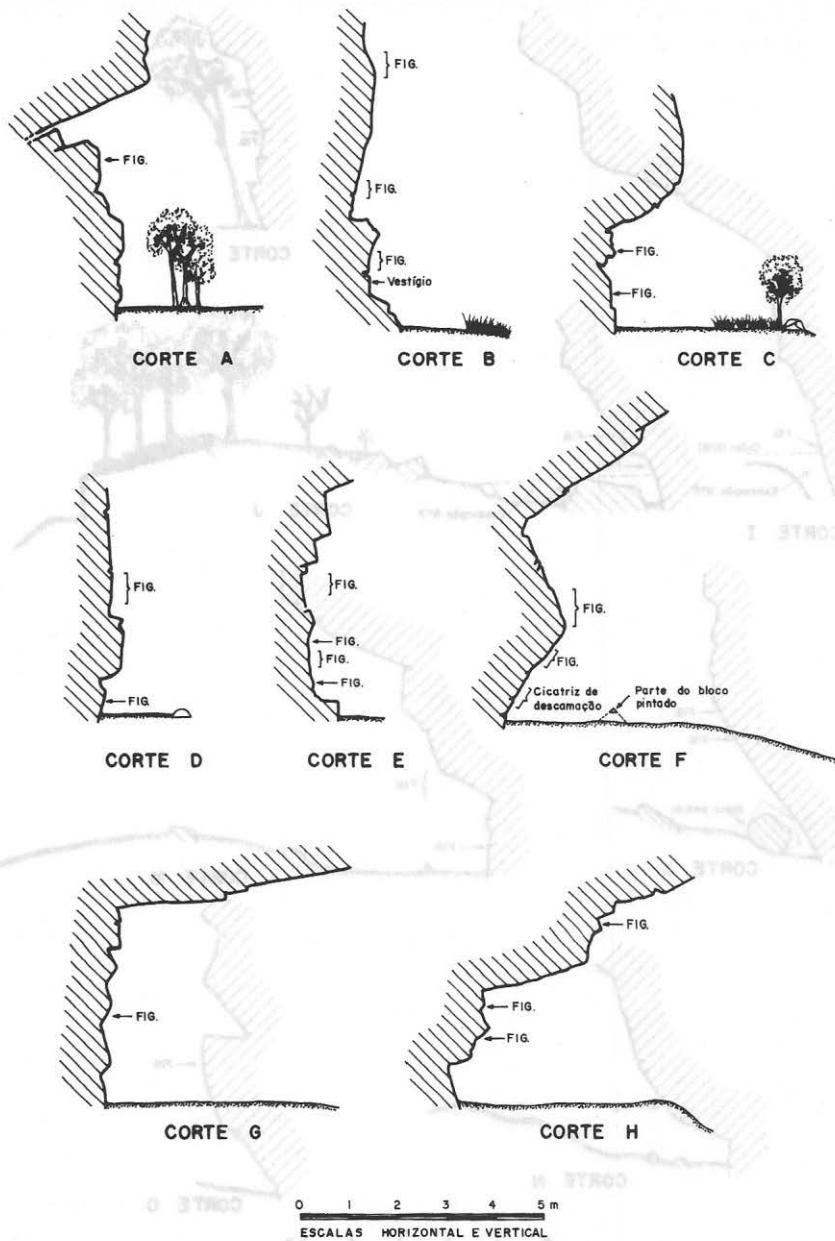 FIG.
CORTE A
FIG.
FIG.
FIG.
Vestígio
CORTE B
FIG.
FIG.
CORTE C
FIG.
FIG.
CORTE D
FIG.
FIG.
FIG.
FIG.
CORTE E
FIG.
FIG.
Cicatriz de
descamação
Parte do bloco
pintado
CORTE F
FIG.
CORTE G
FIG.
FIG.
FIG.
CORTE H
0 1 2 3 4 5 m
ESCALAS HORIZONTAL E VERTICAL